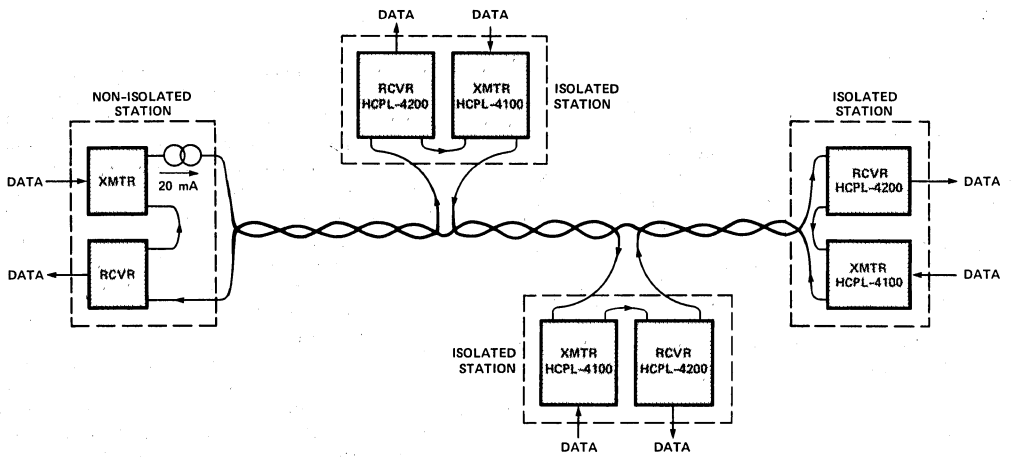 DATA
DATA
RCVR
HCPL-4200
XMTR
HCPL-4100
ISOLATED
STATION
NON-ISOLATED
STATION
XMTR
20 mA
DATA
RCVR
DATA
ISOLATED
STATION
RCVR
HCPL-4200
DATA
XMTR
HCPL-4100
DATA
ISOLATED
STATION
XMTR
HCPL-4100
RCVR
HCPL-4200
DATA
DATA